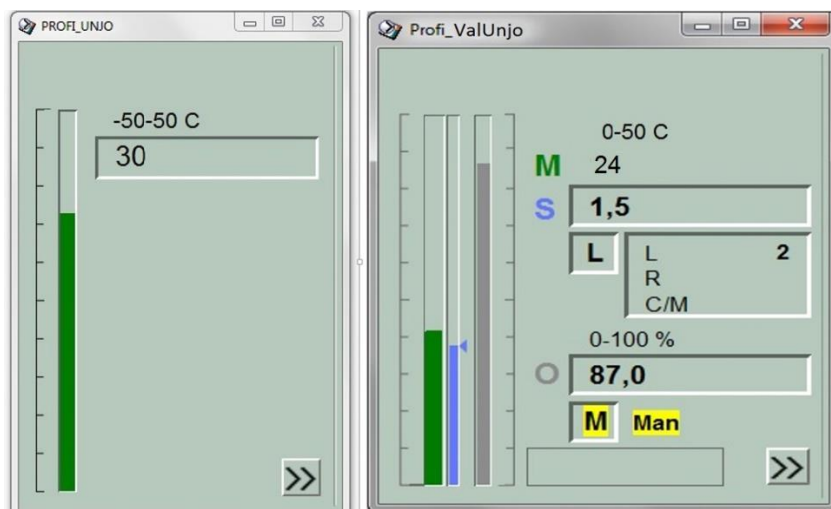 PROFI_UNJO
-50-50 C
30
>>
Profi_ValUnjo
0-50 C
M 24
S 1,5
L L 2
R
C/M
0-100 %
O 87,0
M Man
>>